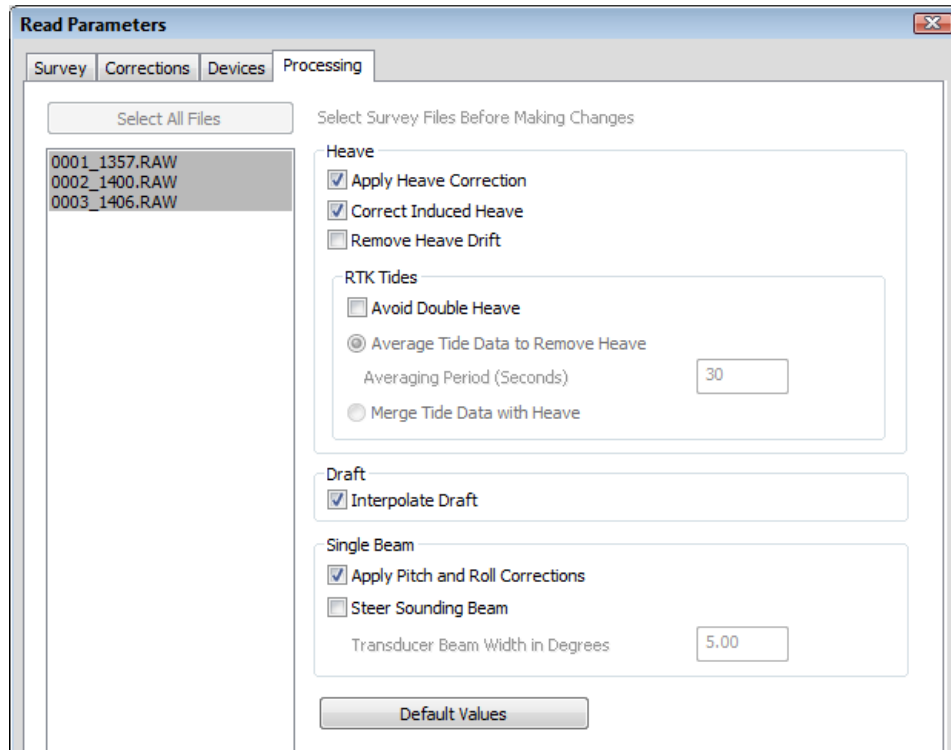 Read Parameters
Survey Corrections Devices Processing
Select All Files
Select Survey Files Before Making Changes
0001_1357.RAW
0002_1400.RAW
0003_1406.RAW
Heave
Apply Heave Correction
Correct Induced Heave
Remove Heave Drift
RTK Tides
Avoid Double Heave
Average Tide Data to Remove Heave
Averaging Period (Seconds) 30
Merge Tide Data with Heave
Draft
Interpolate Draft
Single Beam
Apply Pitch and Roll Corrections
Steer Sounding Beam
Transducer Beam Width in Degrees 5.00
Default Values